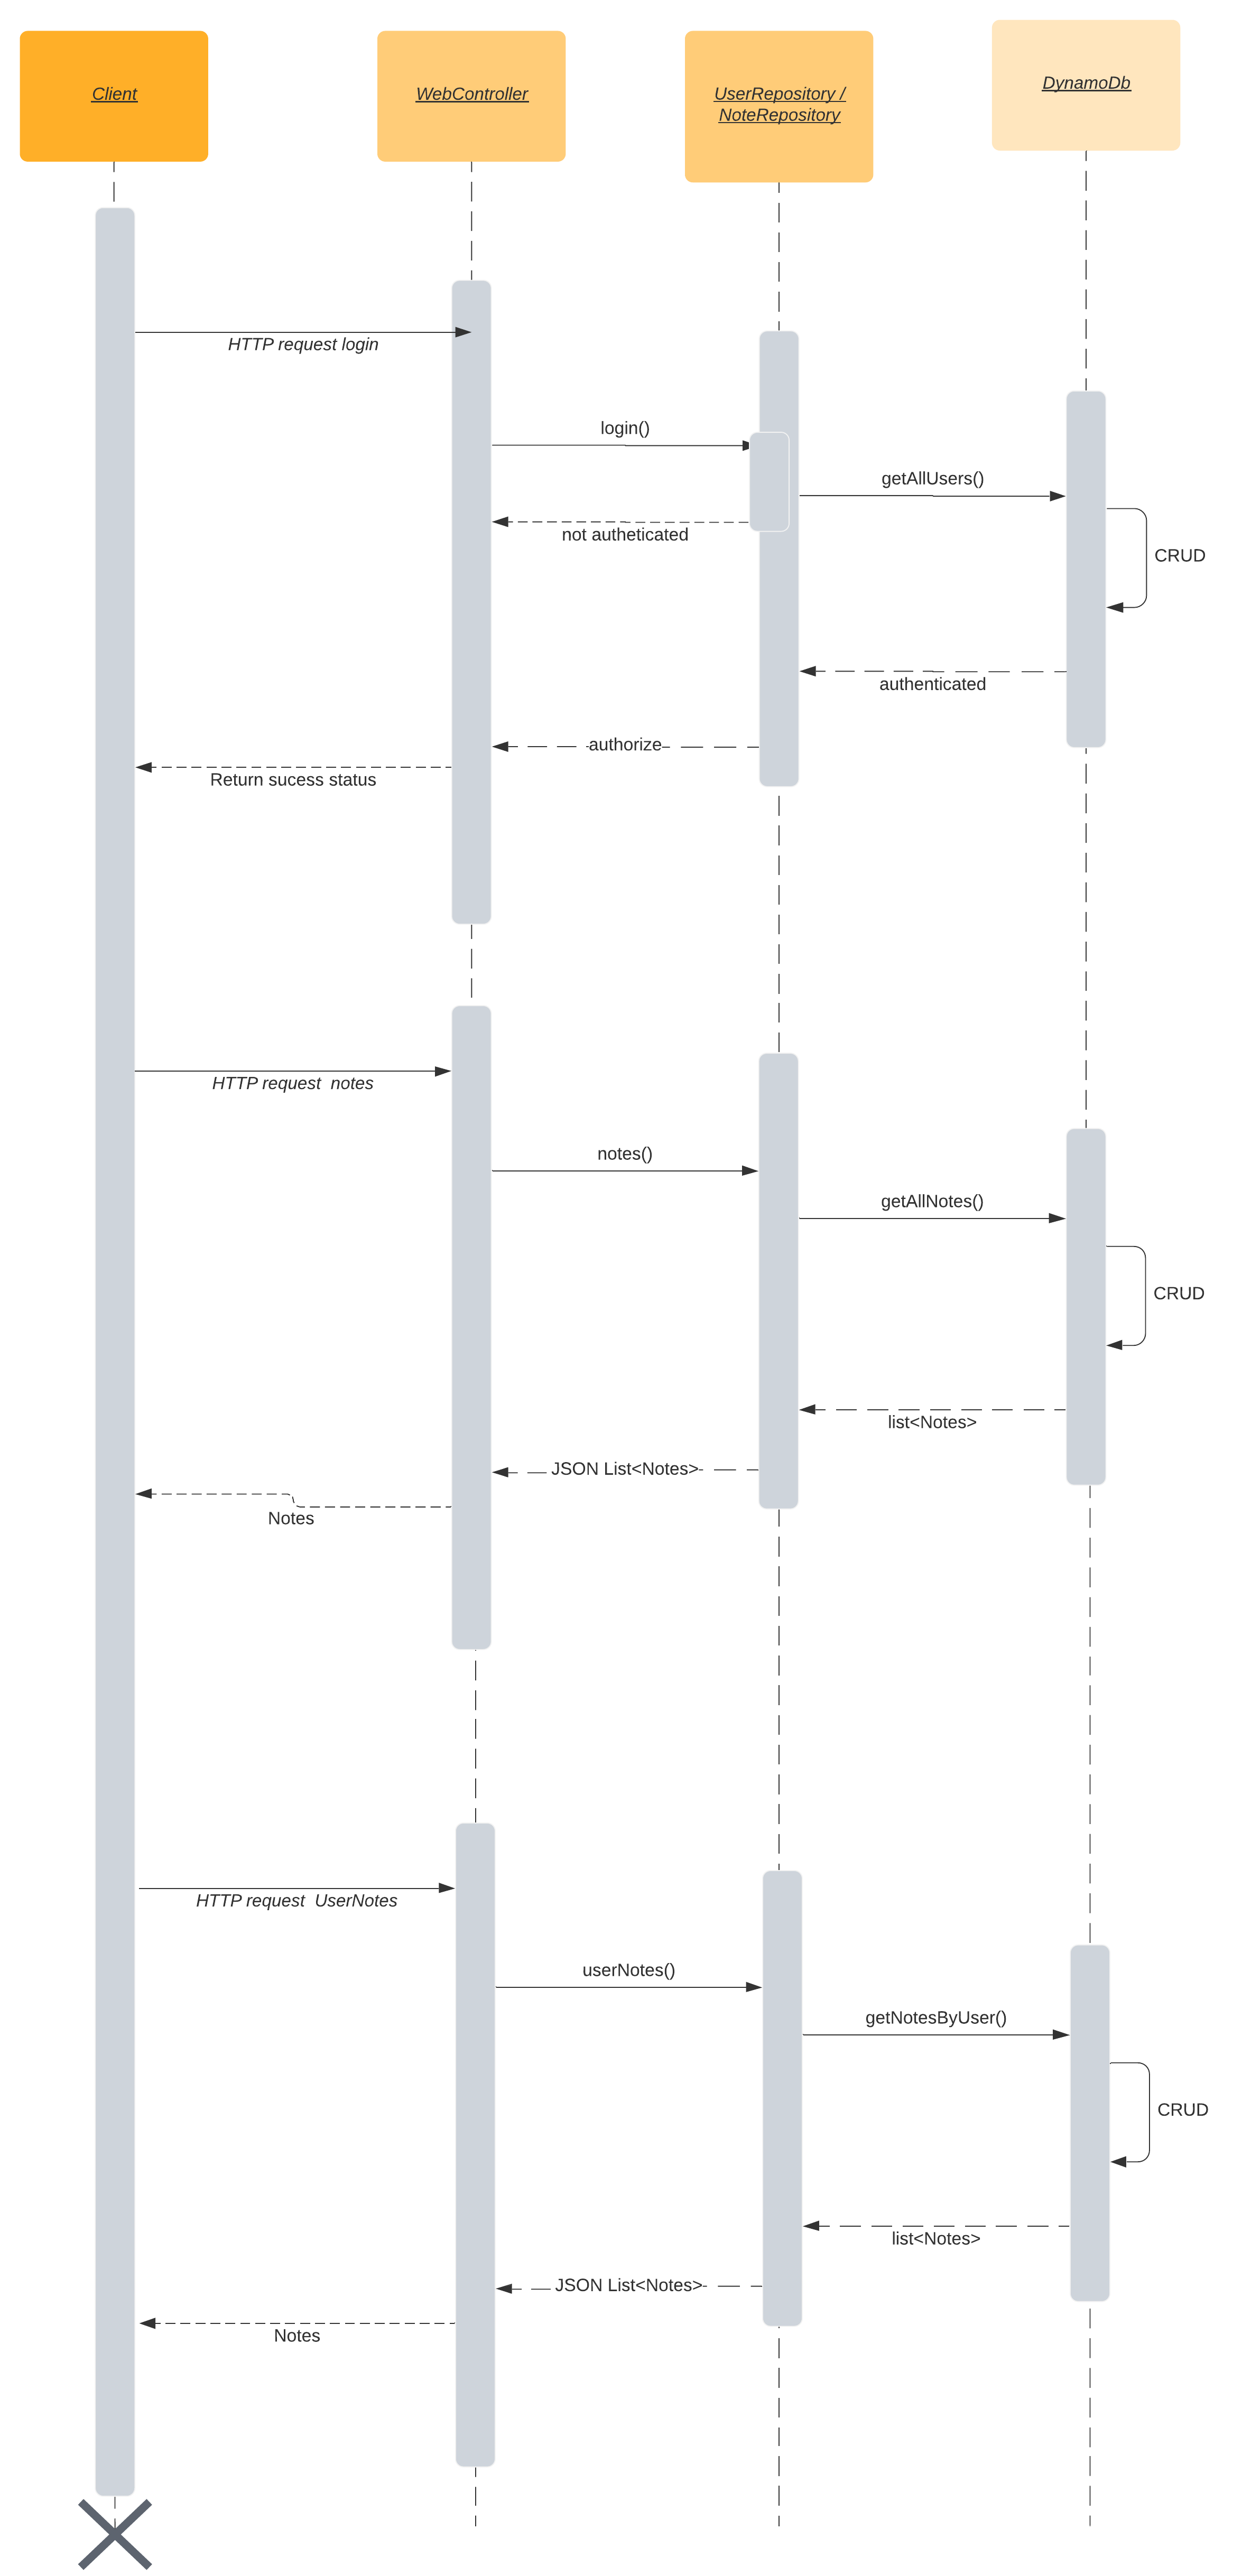 Client
WebController
UserRepository /
NoteRepository
DynamoDb
HTTP request login
login()
getAllUsers()
not autheticated
CRUD
authenticated
authorize
Return sucess status
HTTP request  notes
notes()
getAllNotes()
CRUD
list<Notes>
JSON List<Notes>
Notes
HTTP request  UserNotes
userNotes()
getNotesByUser()
CRUD
list<Notes>
JSON List<Notes>
Notes